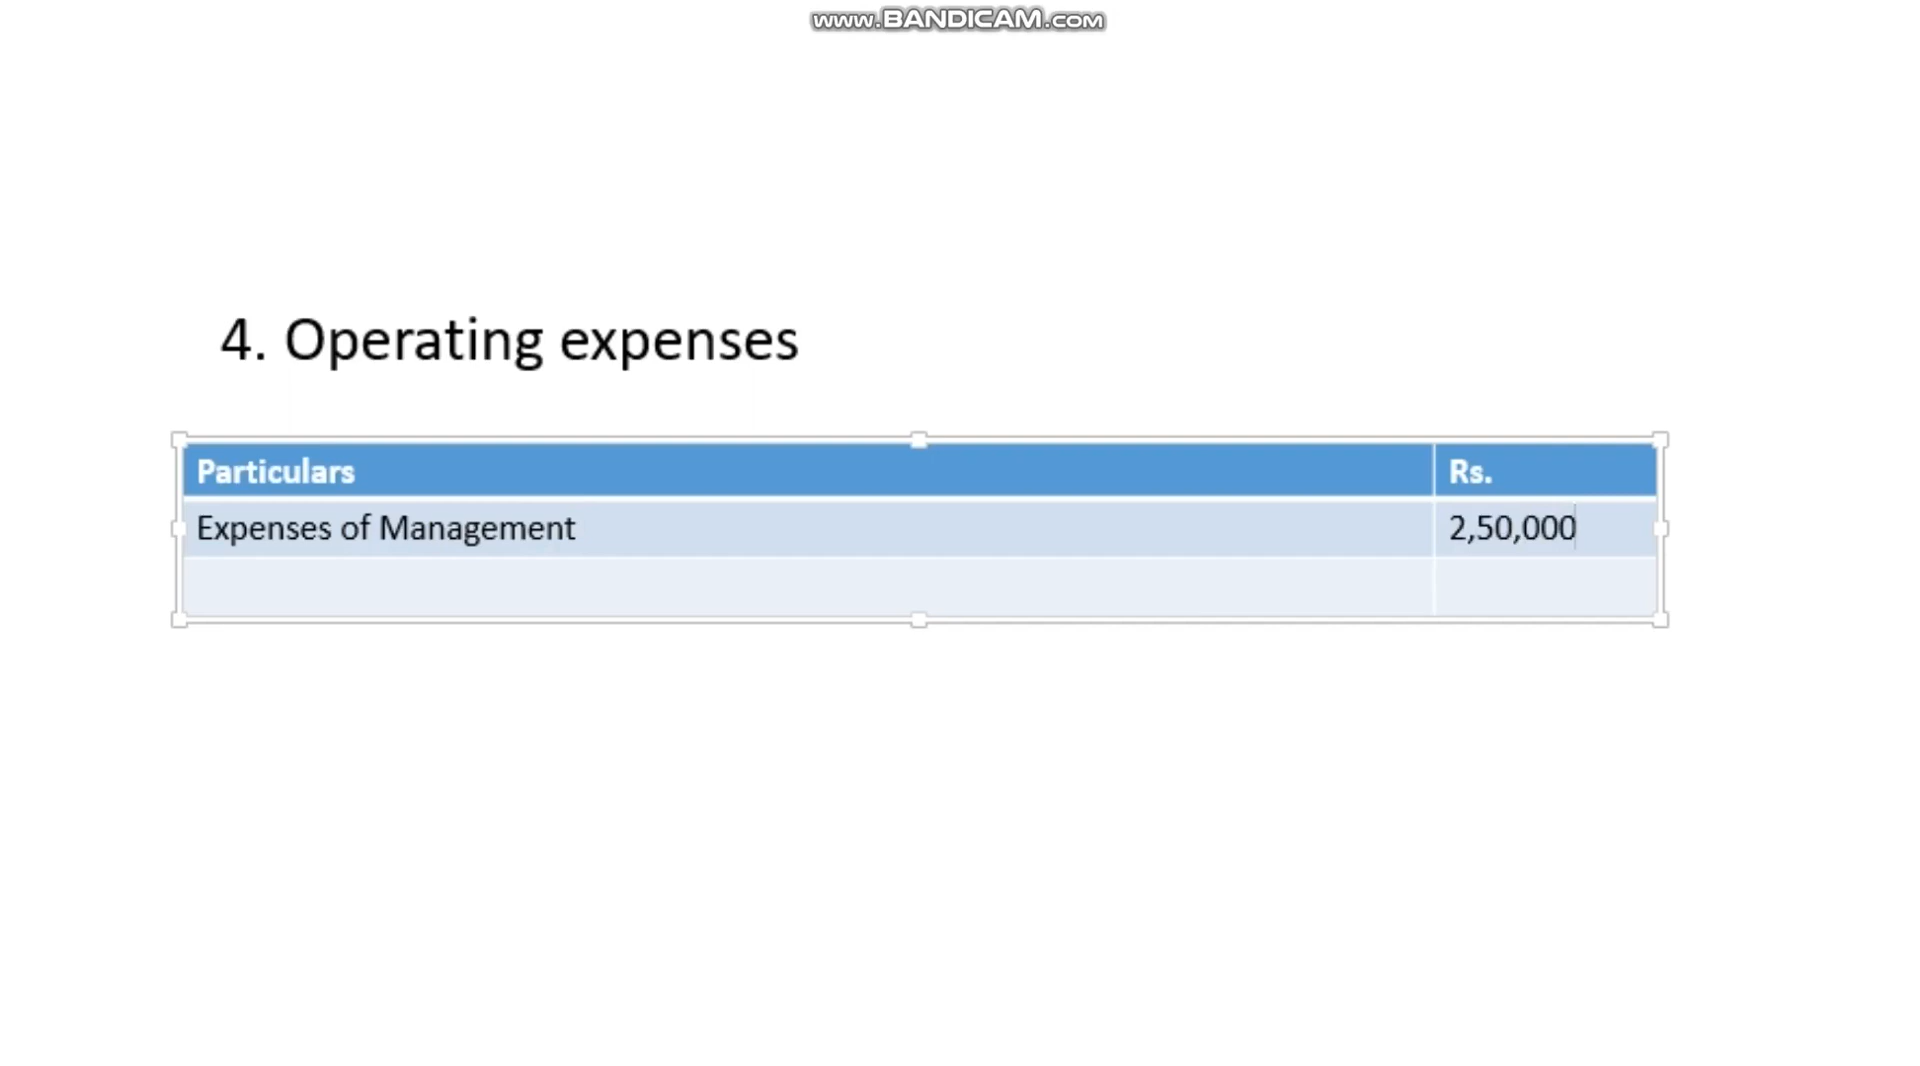 www.BANDICAM.com
4. Operating expenses
Particulars Rs.
Expenses of Management 2,50,000